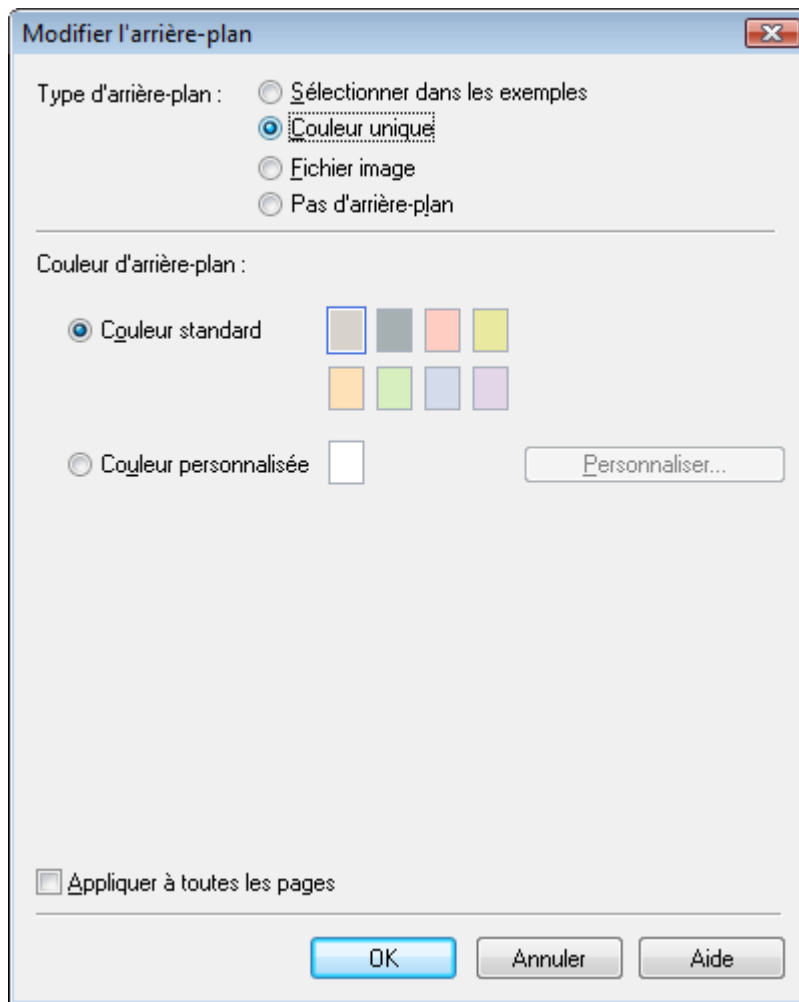 Modifier l'arrière-plan
Type d'arrière-plan :
Sélectionner dans les exemples
Couleur unique
Fichier image
Pas d'arrière-plan
Couleur d'arrière-plan :
Couleur standard
Couleur personnalisée
Personnaliser...
Appliquer à toutes les pages
OK
Annuler
Aide